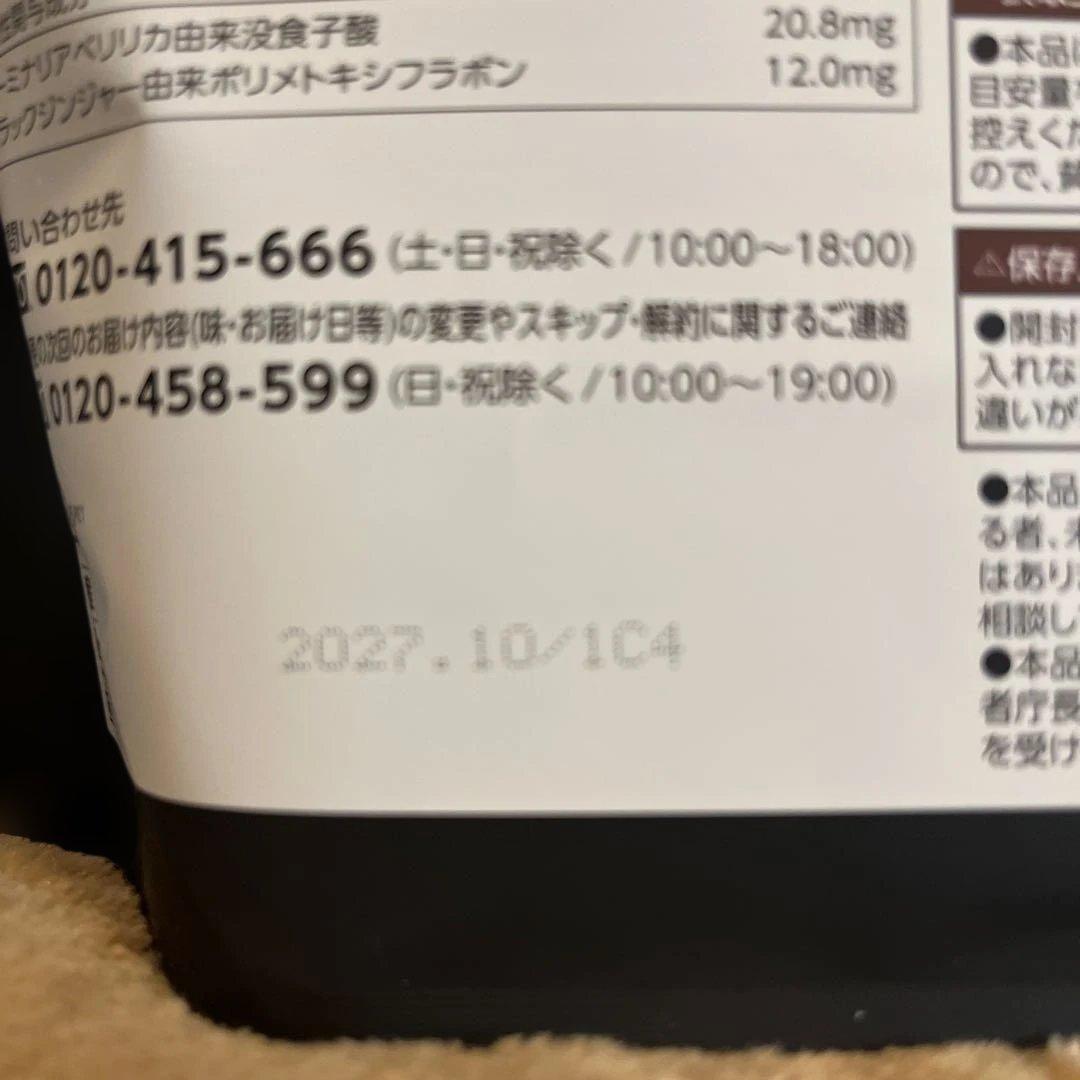 ーミナリアベリリカ由来没食子酸 20.8mg
ラックジンジャー由来ポリメトキシフラボン 12.0mg
問い合わせ先
0120-415-666 (土・日・祝除く/10:00〜18:00)
の次回のお届け内容(味・お届け日等)の変更やスキップ・解約に関するご連絡
0120-458-599 (日・祝除く/10:00〜19:00)
2027.10/1C4
●本品は
目安量を
控えくだ
ので、
⚠保存
●開封
入れな
違いが
●本品
る者、未
はあり
相談し
●本品
者庁長
を受け